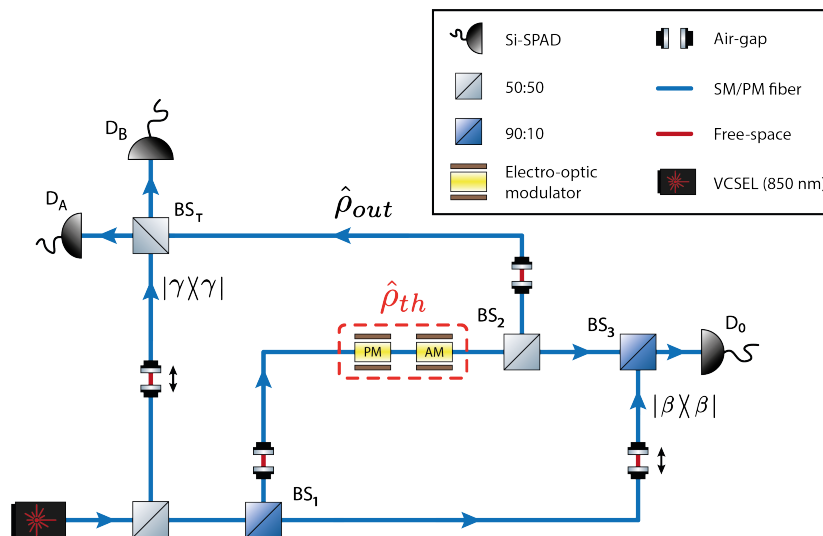 Si-SPAD
Air-gap
50:50
SM/PM fiber
90:10
Free-space
Electro-optic
modulator
VCSEL (850 nm)
D_B
D_A
BS_T
ρ̂_out
|γ⟩⟨γ|
ρ̂_th
PM
AM
BS_2
BS_3
D_0
|β⟩⟨β|
BS_1